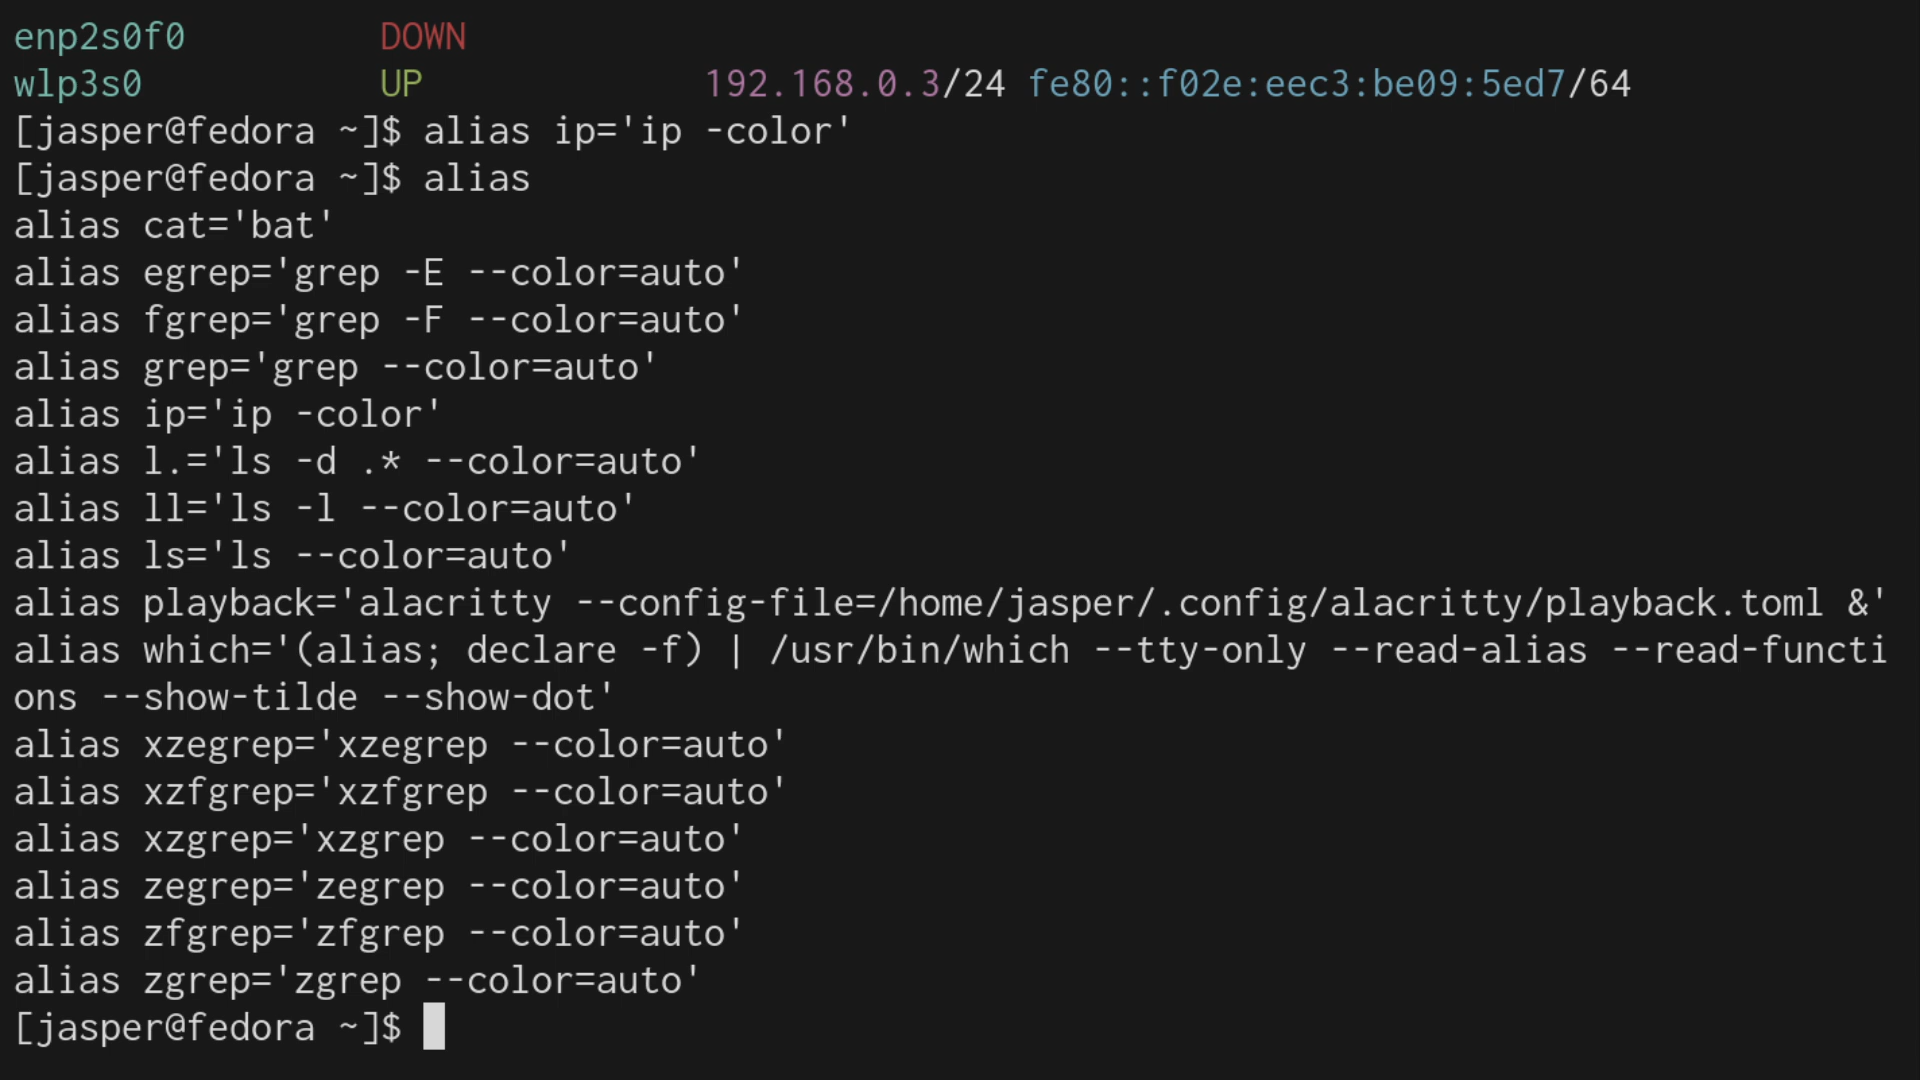 enp2s0f0 DOWN
wlp3s0 UP 192.168.0.3/24 fe80::f02e:eec3:be09:5ed7/64
[jasper@fedora ~]$ alias ip='ip -color'
[jasper@fedora ~]$ alias
alias cat='bat'
alias egrep='grep -E --color=auto'
alias fgrep='grep -F --color=auto'
alias grep='grep --color=auto'
alias ip='ip -color'
alias l.='ls -d .* --color=auto'
alias ll='ls -l --color=auto'
alias ls='ls --color=auto'
alias playback='alacritty --config-file=/home/jasper/.config/alacritty/playback.toml &'
alias which='(alias; declare -f) | /usr/bin/which --tty-only --read-alias --read-functi
ons --show-tilde --show-dot'
alias xzegrep='xzegrep --color=auto'
alias xzfgrep='xzfgrep --color=auto'
alias xzgrep='xzgrep --color=auto'
alias zegrep='zegrep --color=auto'
alias zfgrep='zfgrep --color=auto'
alias zgrep='zgrep --color=auto'
[jasper@fedora ~]$